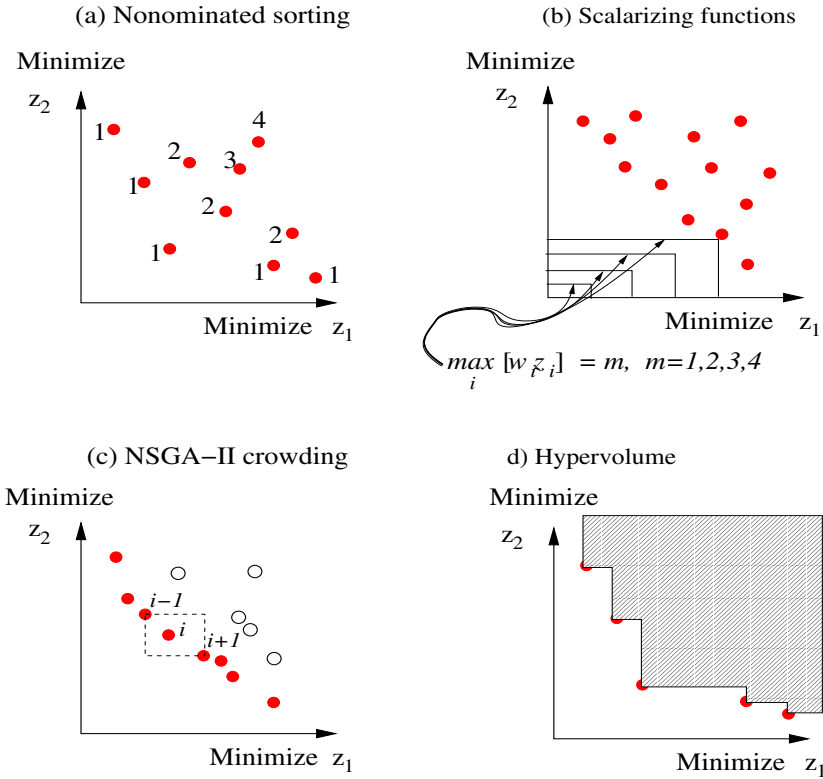 (a) Nonominated sorting
Minimize
z2
1
1
1
2
2
3
4
2
1
1
Minimize z1
(b) Scalarizing functions
Minimize
z2
Minimize
z1
max [w z ] = m, m=1,2,3,4
i i
i
(c) NSGA−II crowding
Minimize
z2
i−1
i
i+1
Minimize z1
d) Hypervolume
Minimize
z2
Minimize z1